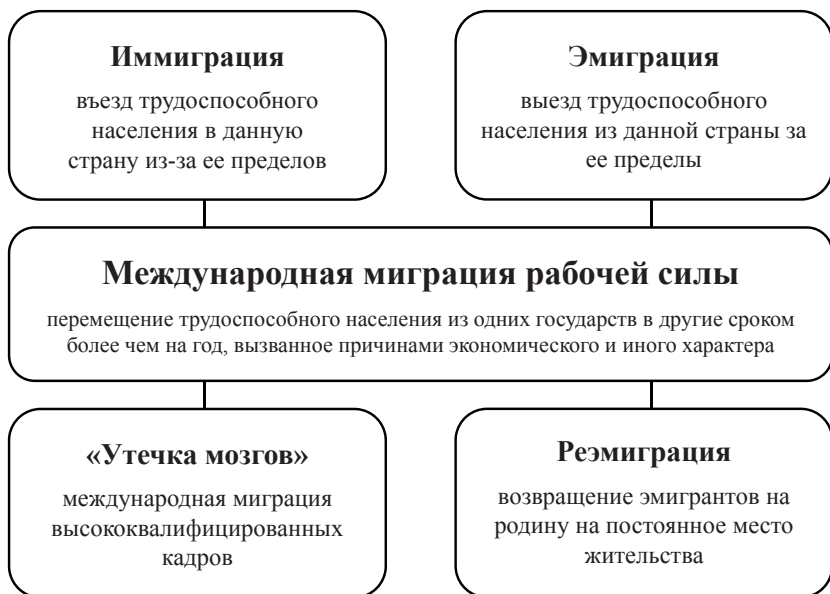 Иммиграция
въезд трудоспособного
населения в данную
страну из-за ее пределов
Эмиграция
выезд трудоспособного
населения из данной страны за
ее пределы
Международная миграция рабочей силы
перемещение трудоспособного населения из одних государств в другие сроком
более чем на год, вызванное причинами экономического и иного характера
«Утечка мозгов»
международная миграция
высококвалифицированных
кадров
Реэмиграция
возвращение эмигрантов на
родину на постоянное место
жительства